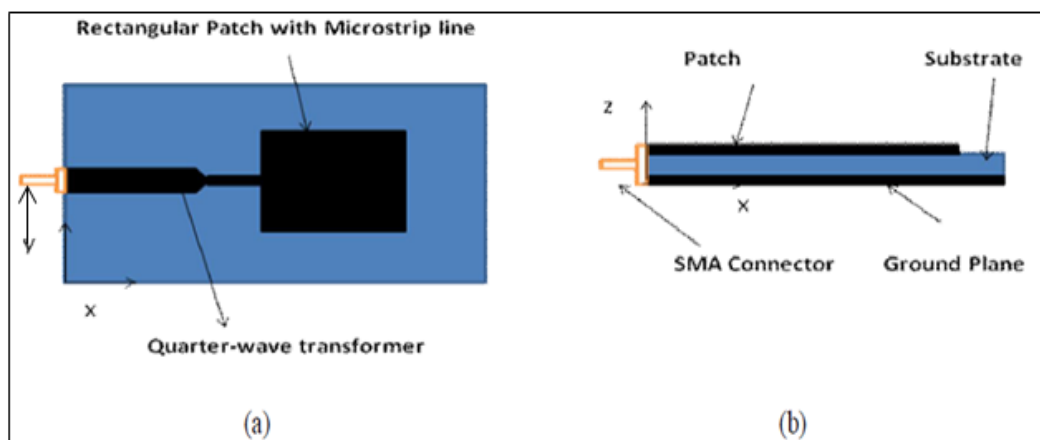 Rectangular Patch with Microstrip line
Y
X
Quarter-wave transformer
(a)
Patch
Substrate
z
X
SMA Connector
Ground Plane
(b)